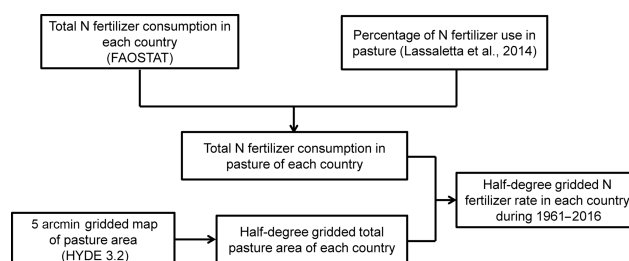 Total N fertilizer consumption in
each country
(FAOSTAT)
Percentage of N fertilizer use in
pasture (Lassaletta et al., 2014)
Total N fertilizer consumption in
pasture of each country
Half-degree gridded N
fertilizer rate in each country
during 1961–2016
5 arcmin gridded map
of pasture area
(HYDE 3.2)
Half-degree gridded total
pasture area of each country